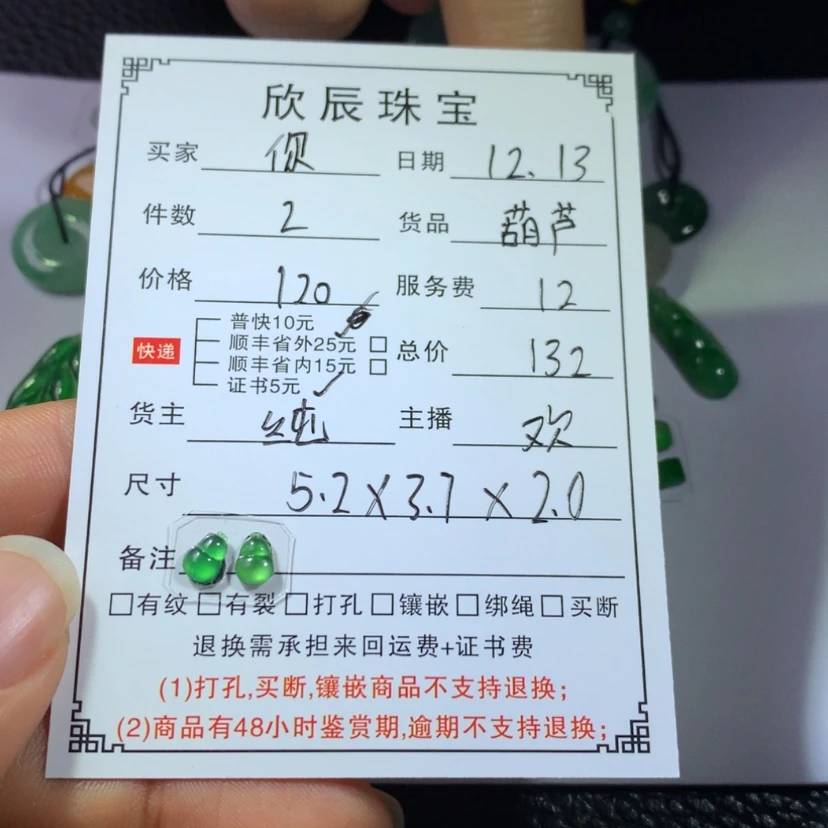 欣辰珠宝
买家 日期 12.13
件数 2 货品 葫芦
价格 120 服务费 12
快递
普快10元
顺丰省外25元 □
顺丰省内15元 □
证书5元 ✓
总价 132
货主 纯 主播 欢
尺寸 5.2×3.7×2.0
备注
□有纹□有裂□打孔□镶嵌□绑绳□买断
退换需承担来回运费+证书费
(1)打孔,买断,镶嵌商品不支持退换;
(2)商品有48小时鉴赏期,逾期不支持退换;